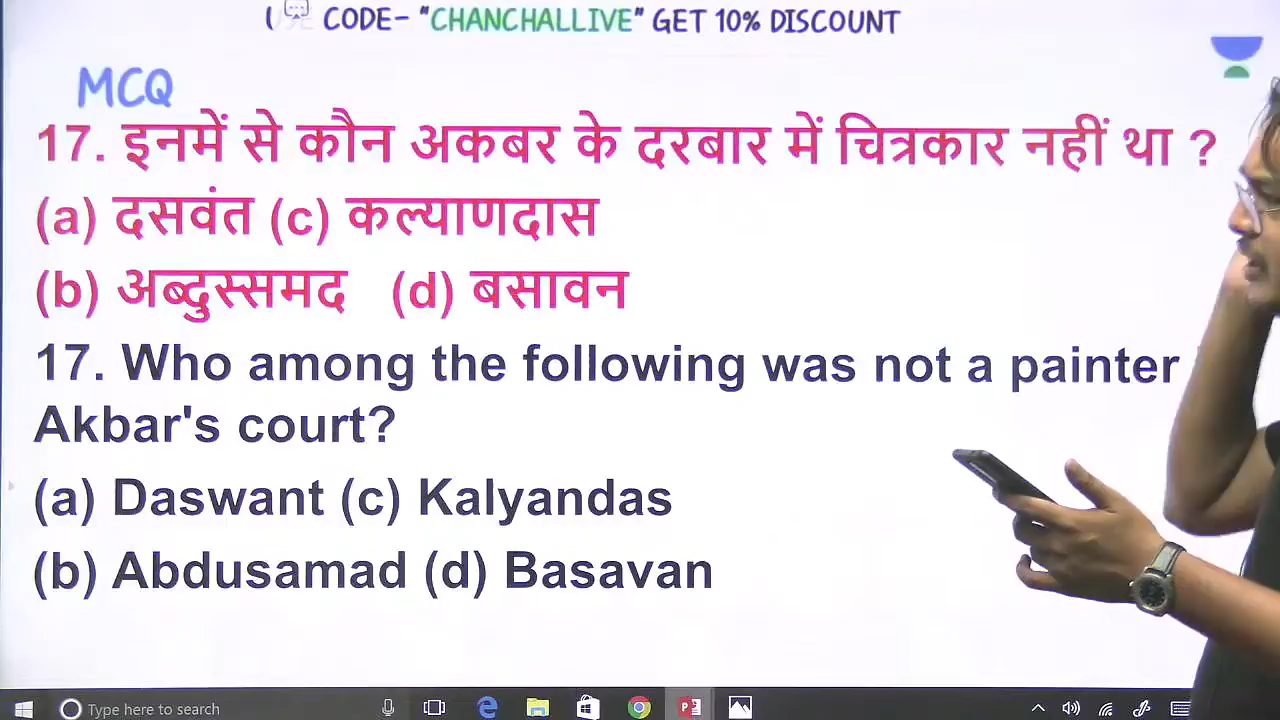 CODE- "CHANCHALLIVE" GET 10% DISCOUNT
MCQ
17. इनमें से कौन अकबर के दरबार में चित्रकार नहीं था ?
(a) दसवंत (c) कल्याणदास
(b) अब्दुस्समद (d) बसावन
17. Who among the following was not a painter
Akbar's court?
(a) Daswant (c) Kalyandas
(b) Abdusamad (d) Basavan
Type here to search